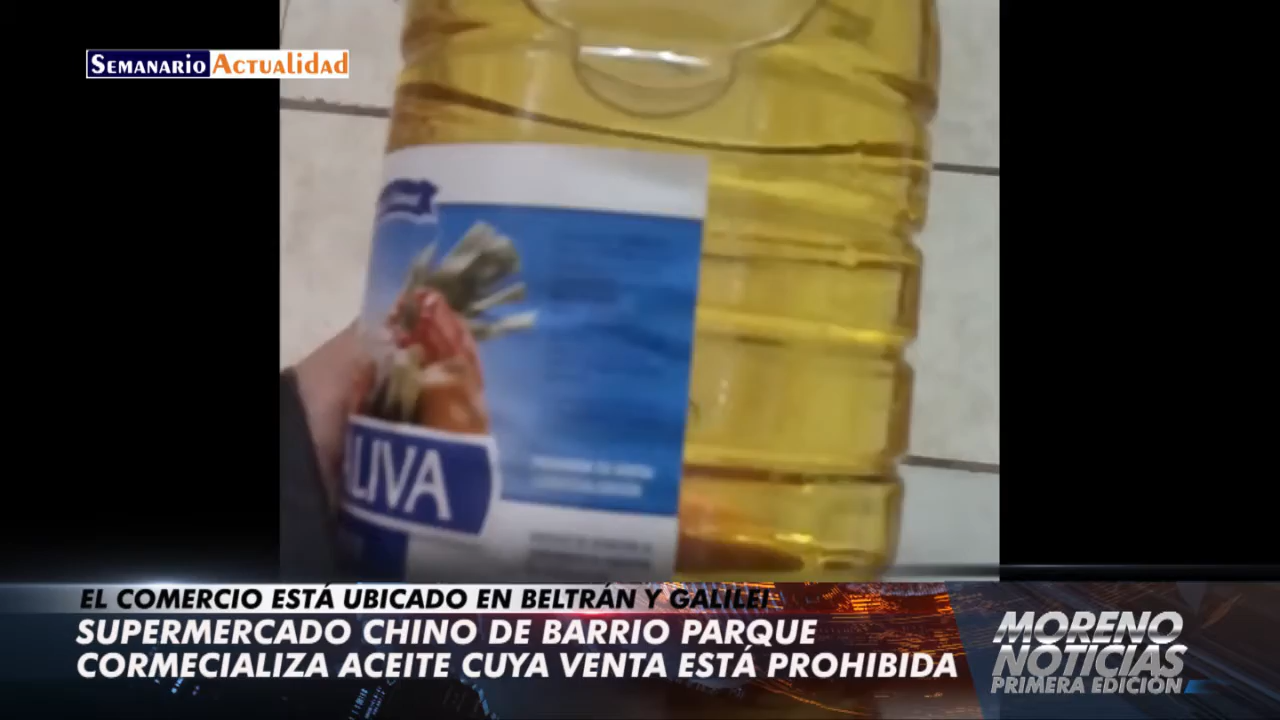 Semanario Actualidad
ALIVA
EL COMERCIO ESTÁ UBICADO EN BELTRÁN Y GALILEI
SUPERMERCADO CHINO DE BARRIO PARQUE
CORMECIALIZA ACEITE CUYA VENTA ESTÁ PROHIBIDA
MORENO
NOTICIAS
PRIMERA EDICIÓN